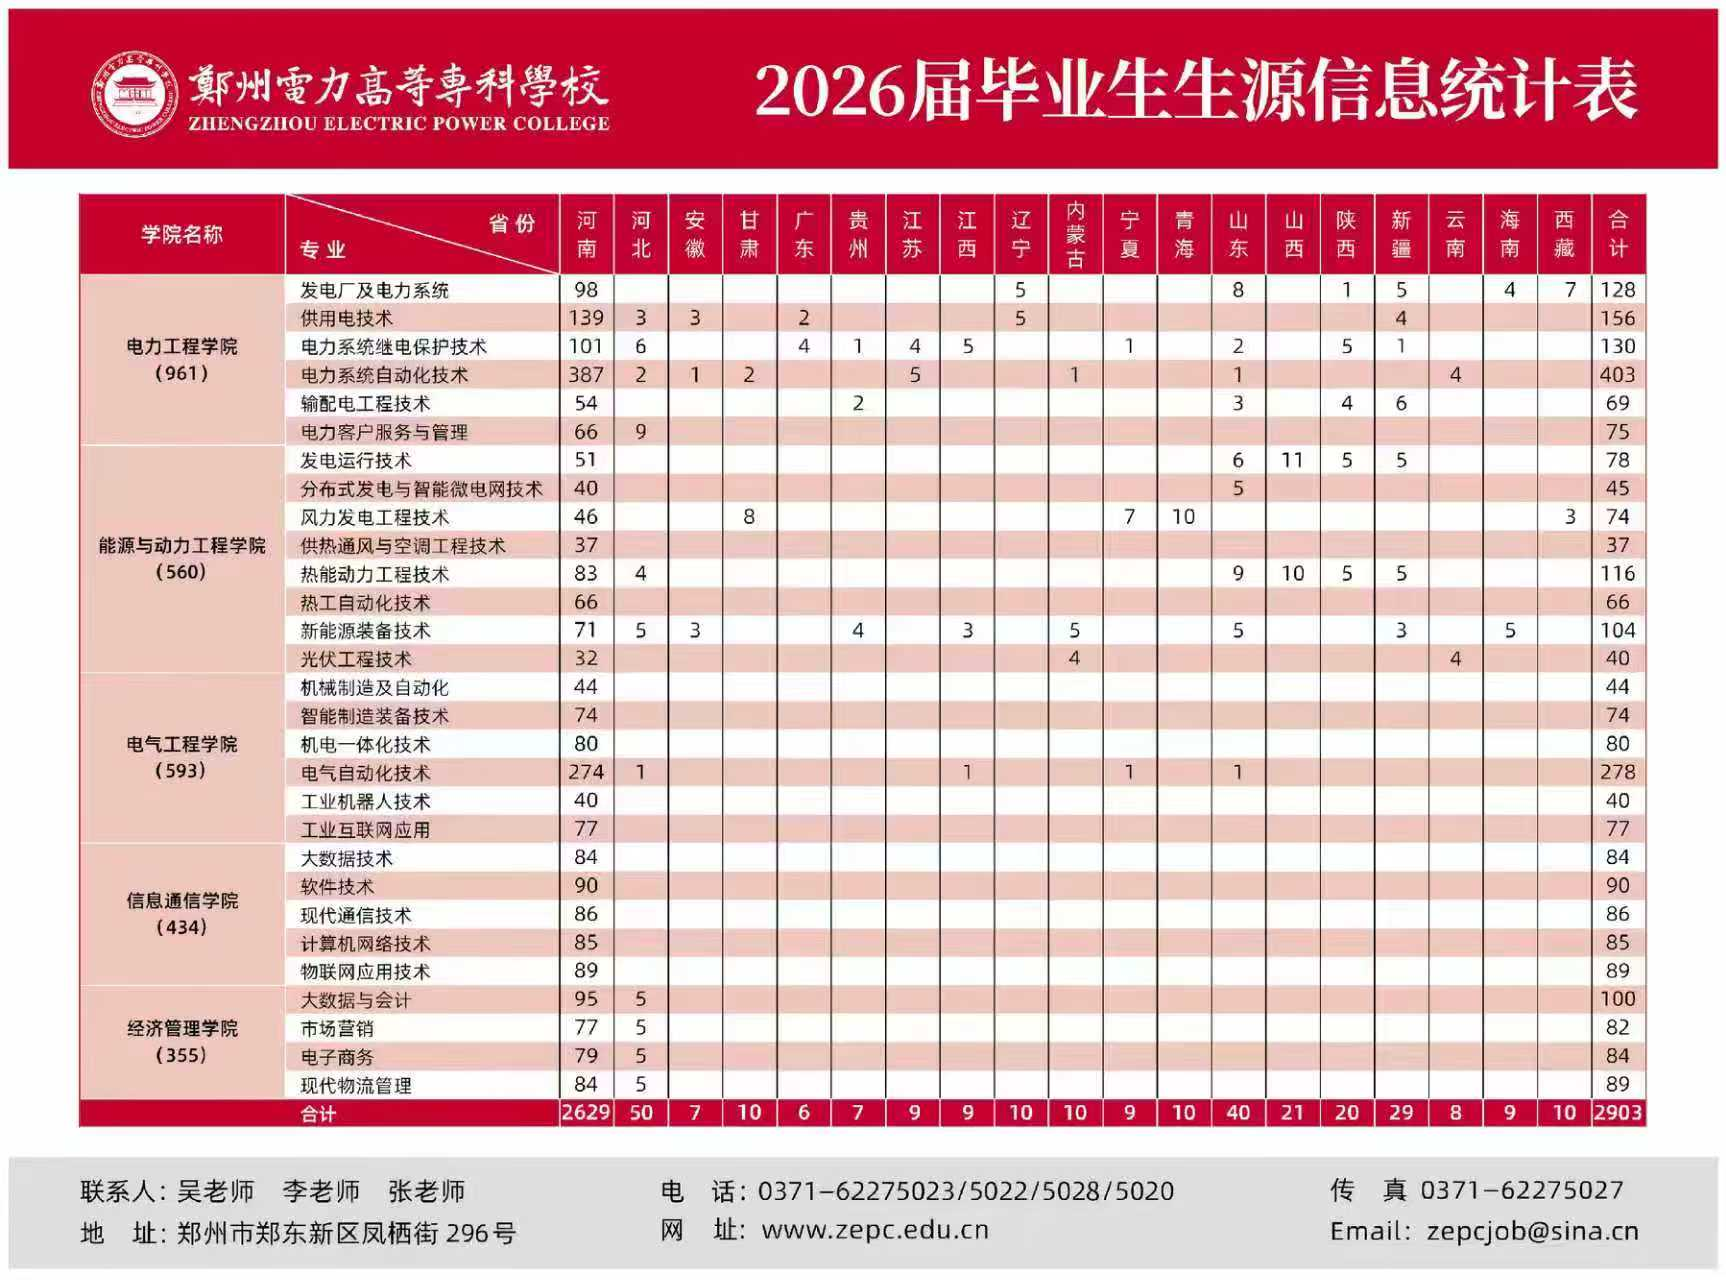 鄭州電力高等專科學校
ZHENGZHOU ELECTRIC POWER COLLEGE
2026届毕业生生源信息统计表
学院名称 专业 省份 河南 河北 安徽 甘肃 广东 贵州 江苏 江西 辽宁 内蒙古 宁夏 青海 山东 山西 陕西 新疆 云南 海南 西藏 合计
电力工程学院
(961)
发电厂及电力系统 98 5 8 1 5 4 7 128
供用电技术 139 3 3 2 5 4 156
电力系统继电保护技术 101 6 4 1 4 5 1 2 5 1 130
电力系统自动化技术 387 2 1 2 5 1 1 4 403
输配电工程技术 54 2 3 4 6 69
电力客户服务与管理 66 9 75
能源与动力工程学院
(560)
发电运行技术 51 6 11 5 5 78
分布式发电与智能微电网技术 40 5 45
风力发电工程技术 46 8 7 10 3 74
供热通风与空调工程技术 37 37
热能动力工程技术 83 4 9 10 5 5 116
热工自动化技术 66 66
新能源装备技术 71 5 3 4 3 5 5 3 5 104
光伏工程技术 32 4 4 40
电气工程学院
(593)
机械制造及自动化 44 44
智能制造装备技术 74 74
机电一体化技术 80 80
电气自动化技术 274 1 1 1 1 278
工业机器人技术 40 40
工业互联网应用 77 77
信息通信学院
(434)
大数据技术 84 84
软件技术 90 90
现代通信技术 86 86
计算机网络技术 85 85
物联网应用技术 89 89
经济管理学院
(355)
大数据与会计 95 5 100
市场营销 77 5 82
电子商务 79 5 84
现代物流管理 84 5 89
合计 2629 50 7 10 6 7 9 9 10 10 9 10 40 21 20 29 8 9 10 2903
联系人：吴老师 李老师 张老师
地 址：郑州市郑东新区凤栖街296号
电 话：0371-62275023/5022/5028/5020
网 址：www.zepc.edu.cn
传 真 0371-62275027
Email：zepcjob@sina.cn